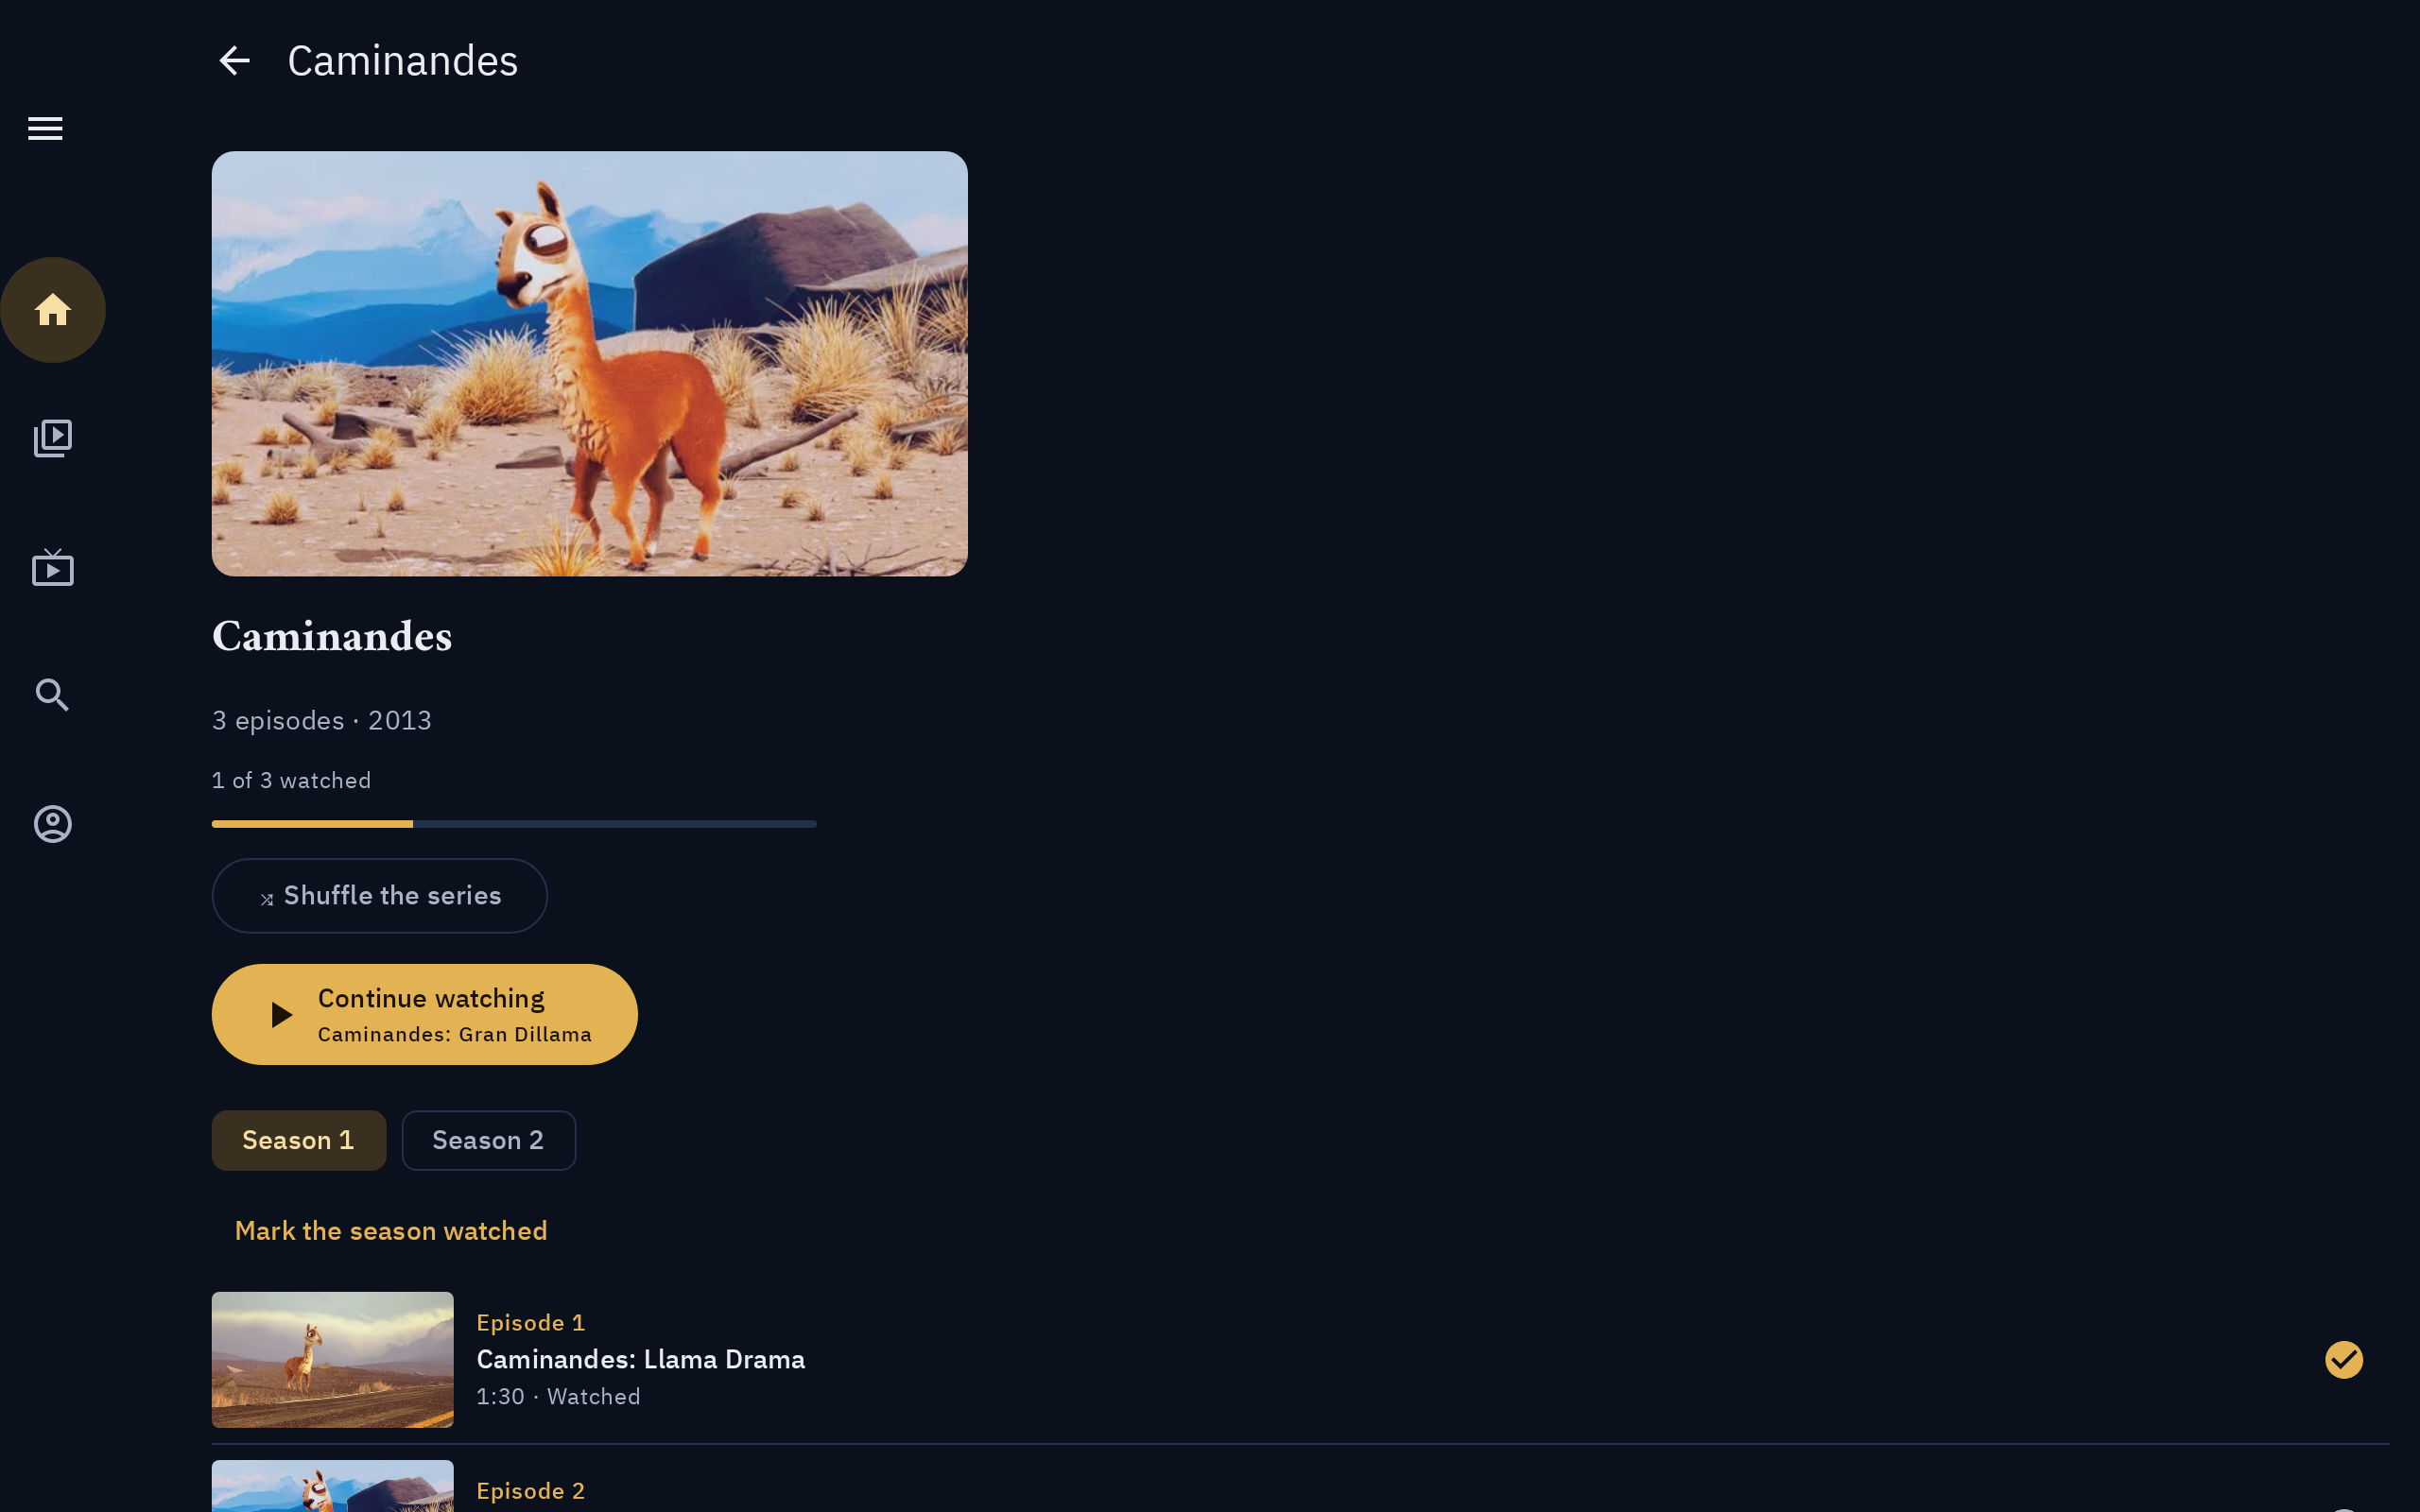 Caminandes
Caminandes
3 episodes · 2013
1 of 3 watched
Shuffle the series
Continue watching
Caminandes: Gran Dillama
Season 1
Season 2
Mark the season watched
Episode 1
Caminandes: Llama Drama
1:30 · Watched
Episode 2